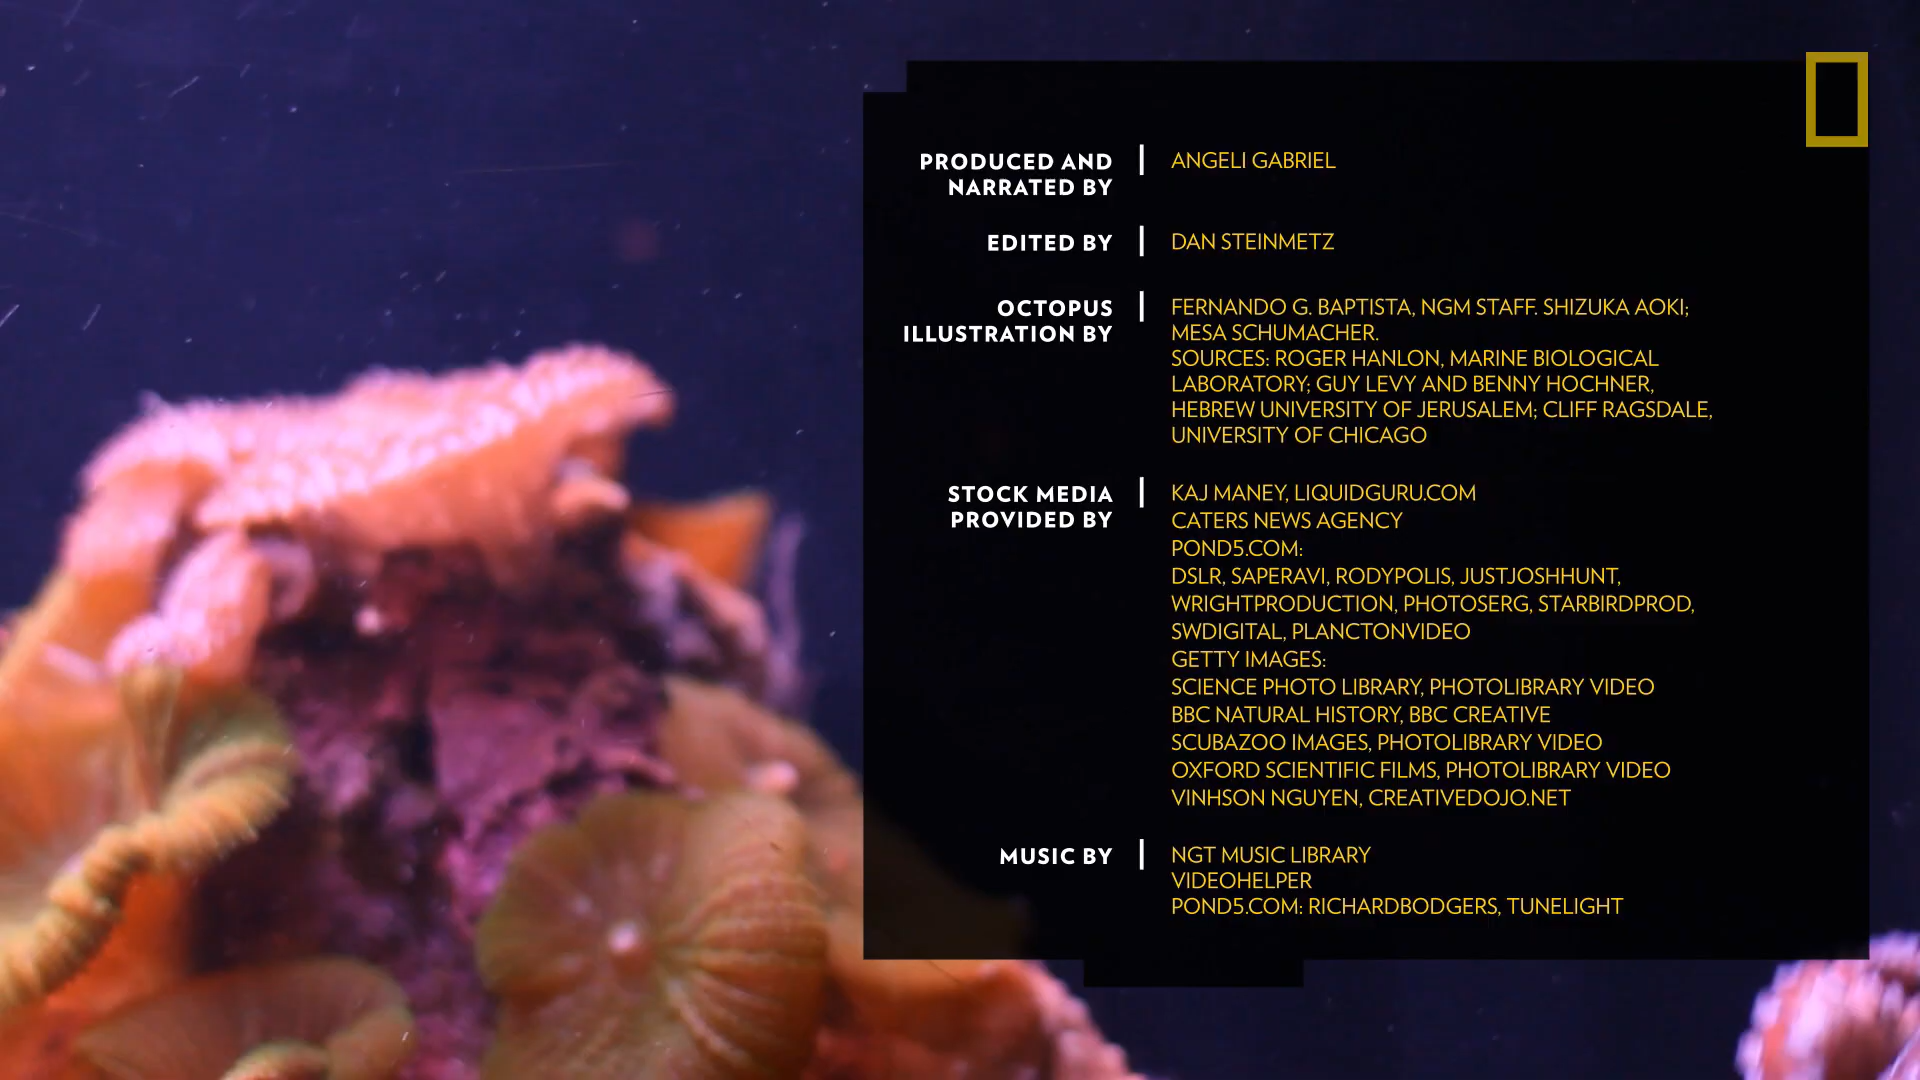 PRODUCED AND | ANGELI GABRIEL
NARRATED BY
EDITED BY | DAN STEINMETZ
OCTOPUS | FERNANDO G. BAPTISTA, NGM STAFF. SHIZUKA AOKI;
ILLUSTRATION BY MESA SCHUMACHER.
SOURCES: ROGER HANLON, MARINE BIOLOGICAL
LABORATORY; GUY LEVY AND BENNY HOCHNER,
HEBREW UNIVERSITY OF JERUSALEM; CLIFF RAGSDALE,
UNIVERSITY OF CHICAGO
STOCK MEDIA | KAJ MANEY, LIQUIDGURU.COM
PROVIDED BY CATERS NEWS AGENCY
POND5.COM:
DSLR, SAPERAVI, RODYPOLIS, JUSTJOSHHUNT,
WRIGHTPRODUCTION, PHOTOSERG, STARBIRDPROD,
SWDIGITAL, PLANCTONVIDEO
GETTY IMAGES:
SCIENCE PHOTO LIBRARY, PHOTOLIBRARY VIDEO
BBC NATURAL HISTORY, BBC CREATIVE
SCUBAZOO IMAGES, PHOTOLIBRARY VIDEO
OXFORD SCIENTIFIC FILMS, PHOTOLIBRARY VIDEO
VINHSON NGUYEN, CREATIVEDOJO.NET
MUSIC BY | NGT MUSIC LIBRARY
VIDEOHELPER
POND5.COM: RICHARDBODGERS, TUNELIGHT